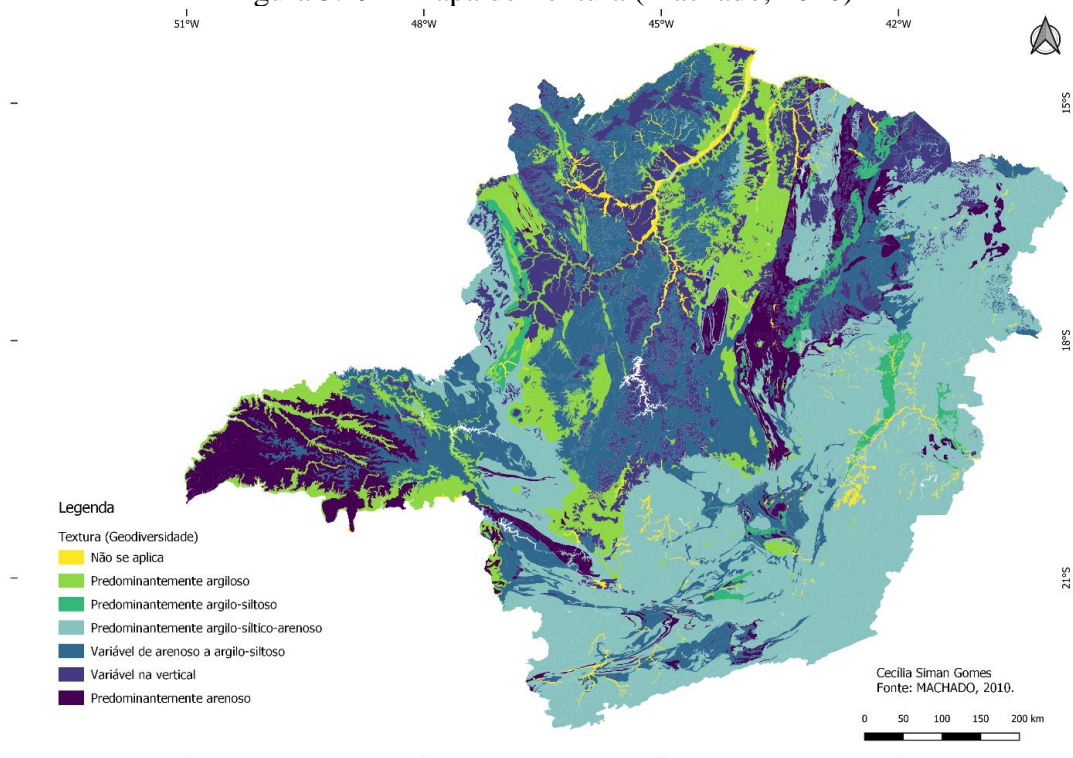 51°W 48°W 45°W 42°W
15°S
18°S
21°S
Legenda
Textura (Geodiversidade)
Não se aplica
Predominantemente argiloso
Predominantemente argilo-siltoso
Predominantemente argilo-síltico-arenoso
Variável de arenoso a argilo-siltoso
Variável na vertical
Predominantemente arenoso
Cecília Siman Gomes
Fonte: MACHADO, 2010.
0 50 100 150 200 km